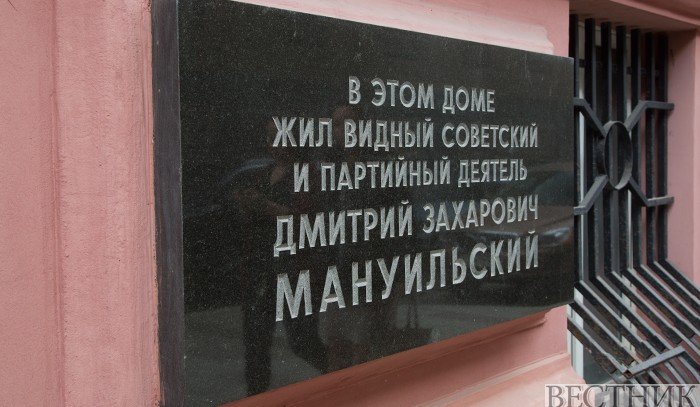 В ЭТОМ ДОМЕ
ЖИЛ ВИДНЫЙ СОВЕТСКИЙ
И ПАРТИЙНЫЙ ДЕЯТЕЛЬ
ДМИТРИЙ ЗАХАРОВИЧ
МАНУИЛЬСКИЙ
ВЕСТНИК